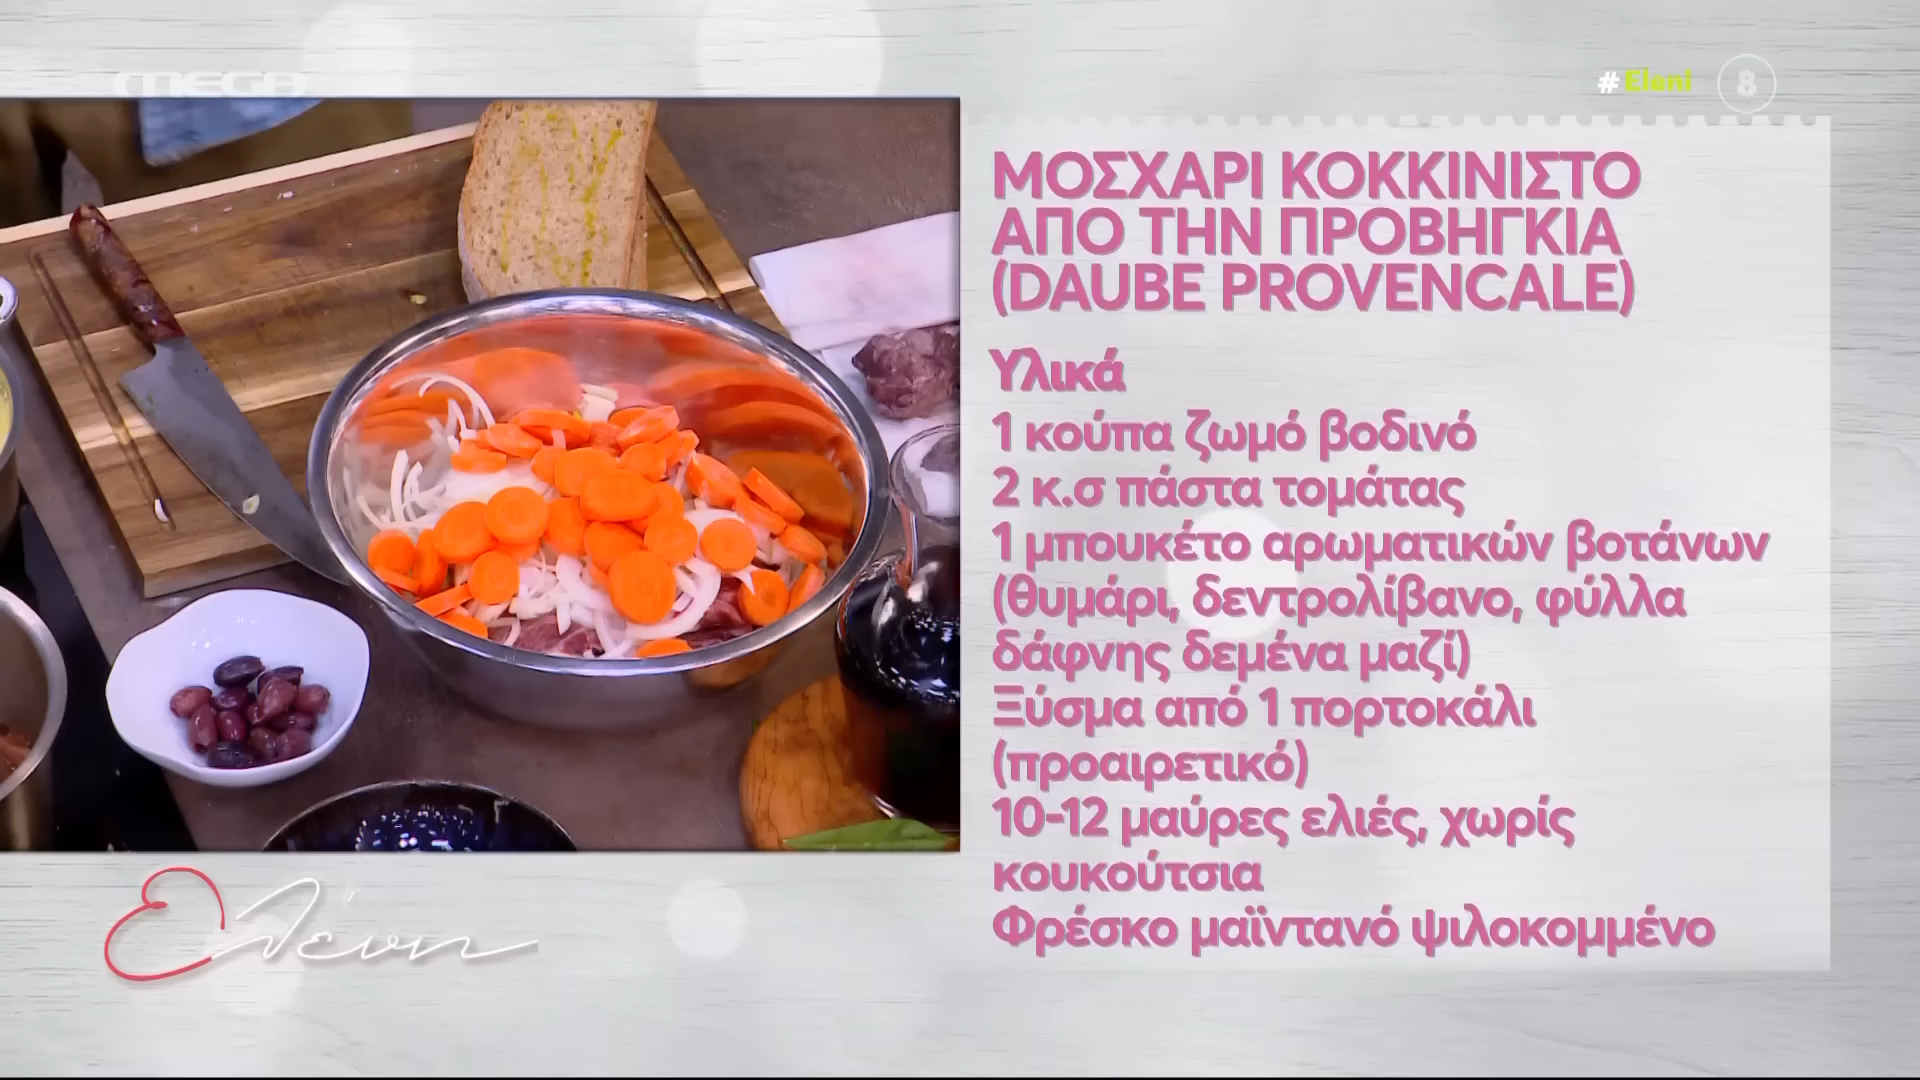 MEGA
#Eleni 8
ΜΟΣΧΑΡΙ ΚΟΚΚΙΝΙΣΤΟ
ΑΠΟ ΤΗΝ ΠΡΟΒΗΓΚΙΑ
(DAUBE PROVENCALE)
Υλικά
1 κούπα ζωμό βοδινό
2 κ.σ πάστα τομάτας
1 μπουκέτο αρωματικών βοτάνων
(θυμάρι, δεντρολίβανο, φύλλα
δάφνης δεμένα μαζί)
Ξύσμα από 1 πορτοκάλι
(προαιρετικό)
10-12 μαύρες ελιές, χωρίς
κουκούτσια
Φρέσκο μαϊντανό ψιλοκομμένο
Ελένη